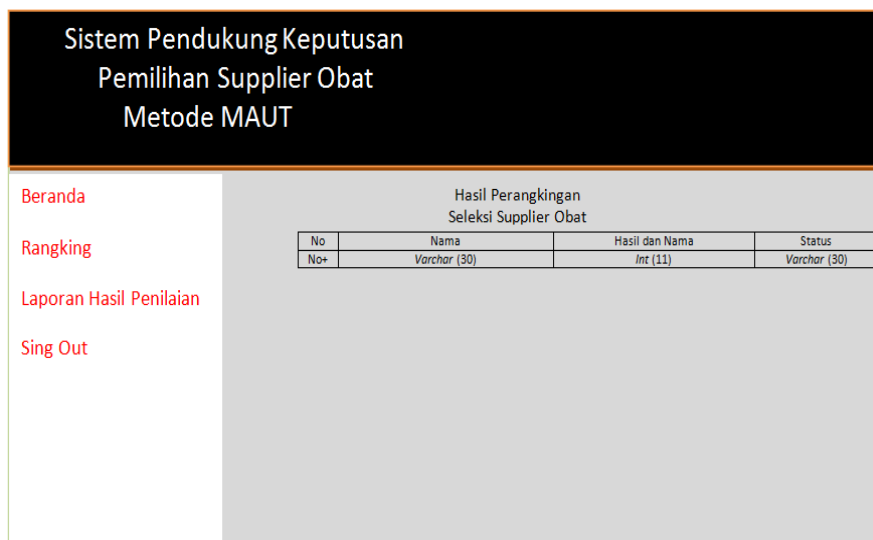 Sistem Pendukung Keputusan
Pemilihan Supplier Obat
Metode MAUT
Beranda
Rangking
Laporan Hasil Penilaian
Sing Out
Hasil Perangkingan
Seleksi Supplier Obat
No Nama Hasil dan Nama Status
No+ Varchar (30) Int (11) Varchar (30)